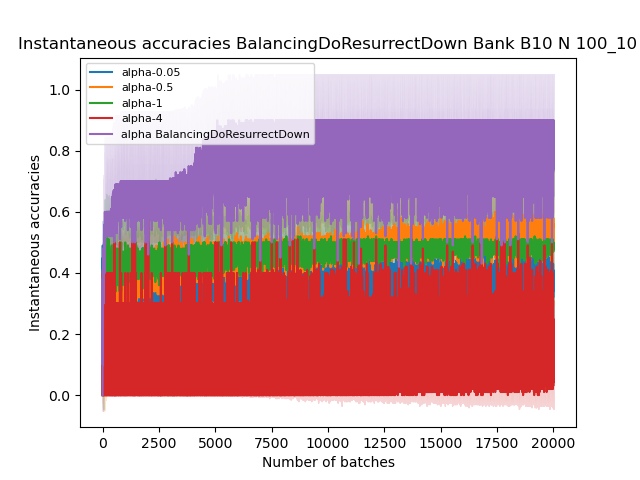 Instantaneous accuracies BalancingDoResurrectDown Bank B10 N 100_10
alpha-0.05
alpha-0.5
alpha-1
alpha-4
alpha BalancingDoResurrectDown
Instantaneous accuracies
1.0
0.8
0.6
0.4
0.2
0.0
0 2500 5000 7500 10000 12500 15000 17500 20000
Number of batches